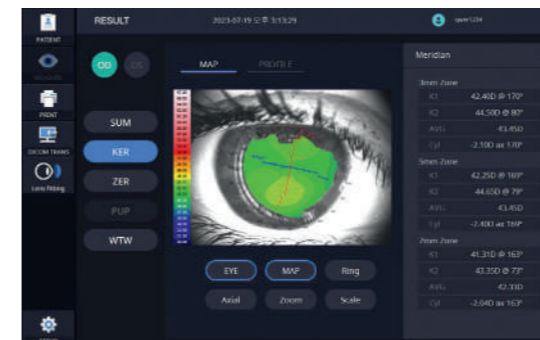 RESULT
2023-07-19 오후 3:13:29
qwer1234
PATIENT
PRINT
DICOM TRANS
Lens Fitting
OD
OS
SUM
KER
ZER
PUP
WTW
MAP
PROFILE
EYE
MAP
Ring
Axial
Zoom
Scale
Meridian
3mm Zone
K1 42.40D @ 170°
K2 44.50D @ 80°
AVG 43.45D
Cyl -2.10D ax 170°
5mm Zone
K1 42.25D @ 169°
K2 44.65D @ 79°
AVG 43.45D
Cyl -2.40D ax 169°
7mm Zone
K1 41.31D @ 163°
K2 43.35D @ 73°
AVG 42.33D
Cyl -2.04D ax 163°